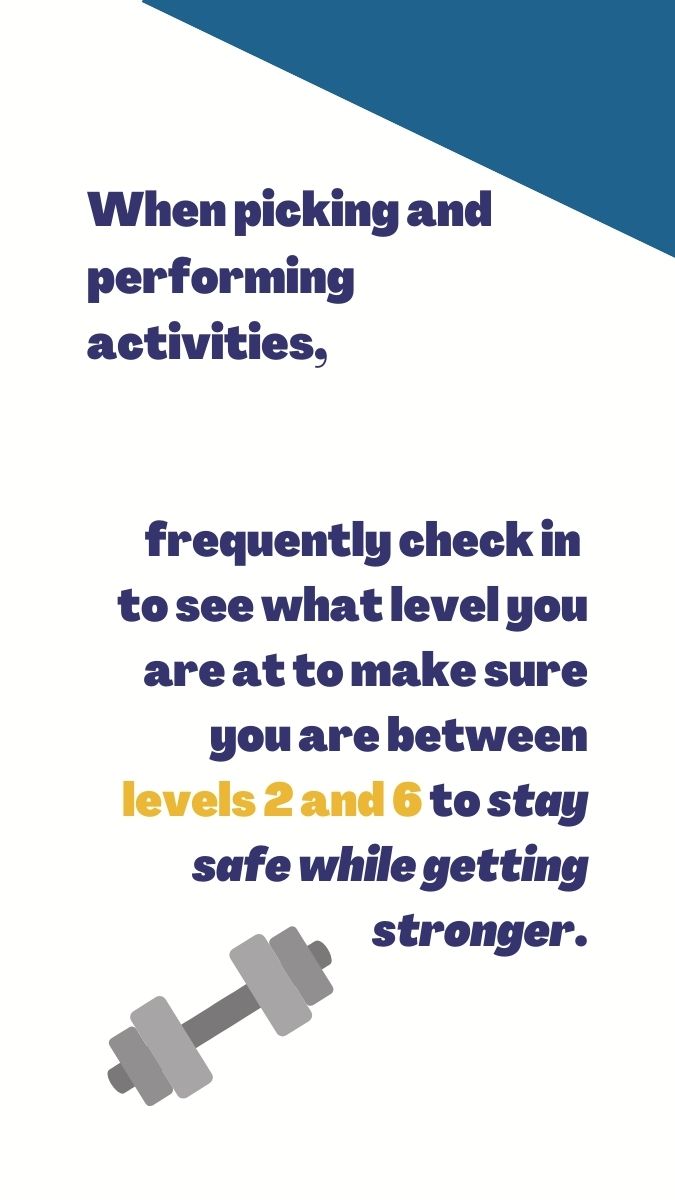 When picking and
performing
activities,
frequently check in
to see what level you
are at to make sure
you are between
levels 2 and 6 to stay
safe while getting
stronger.